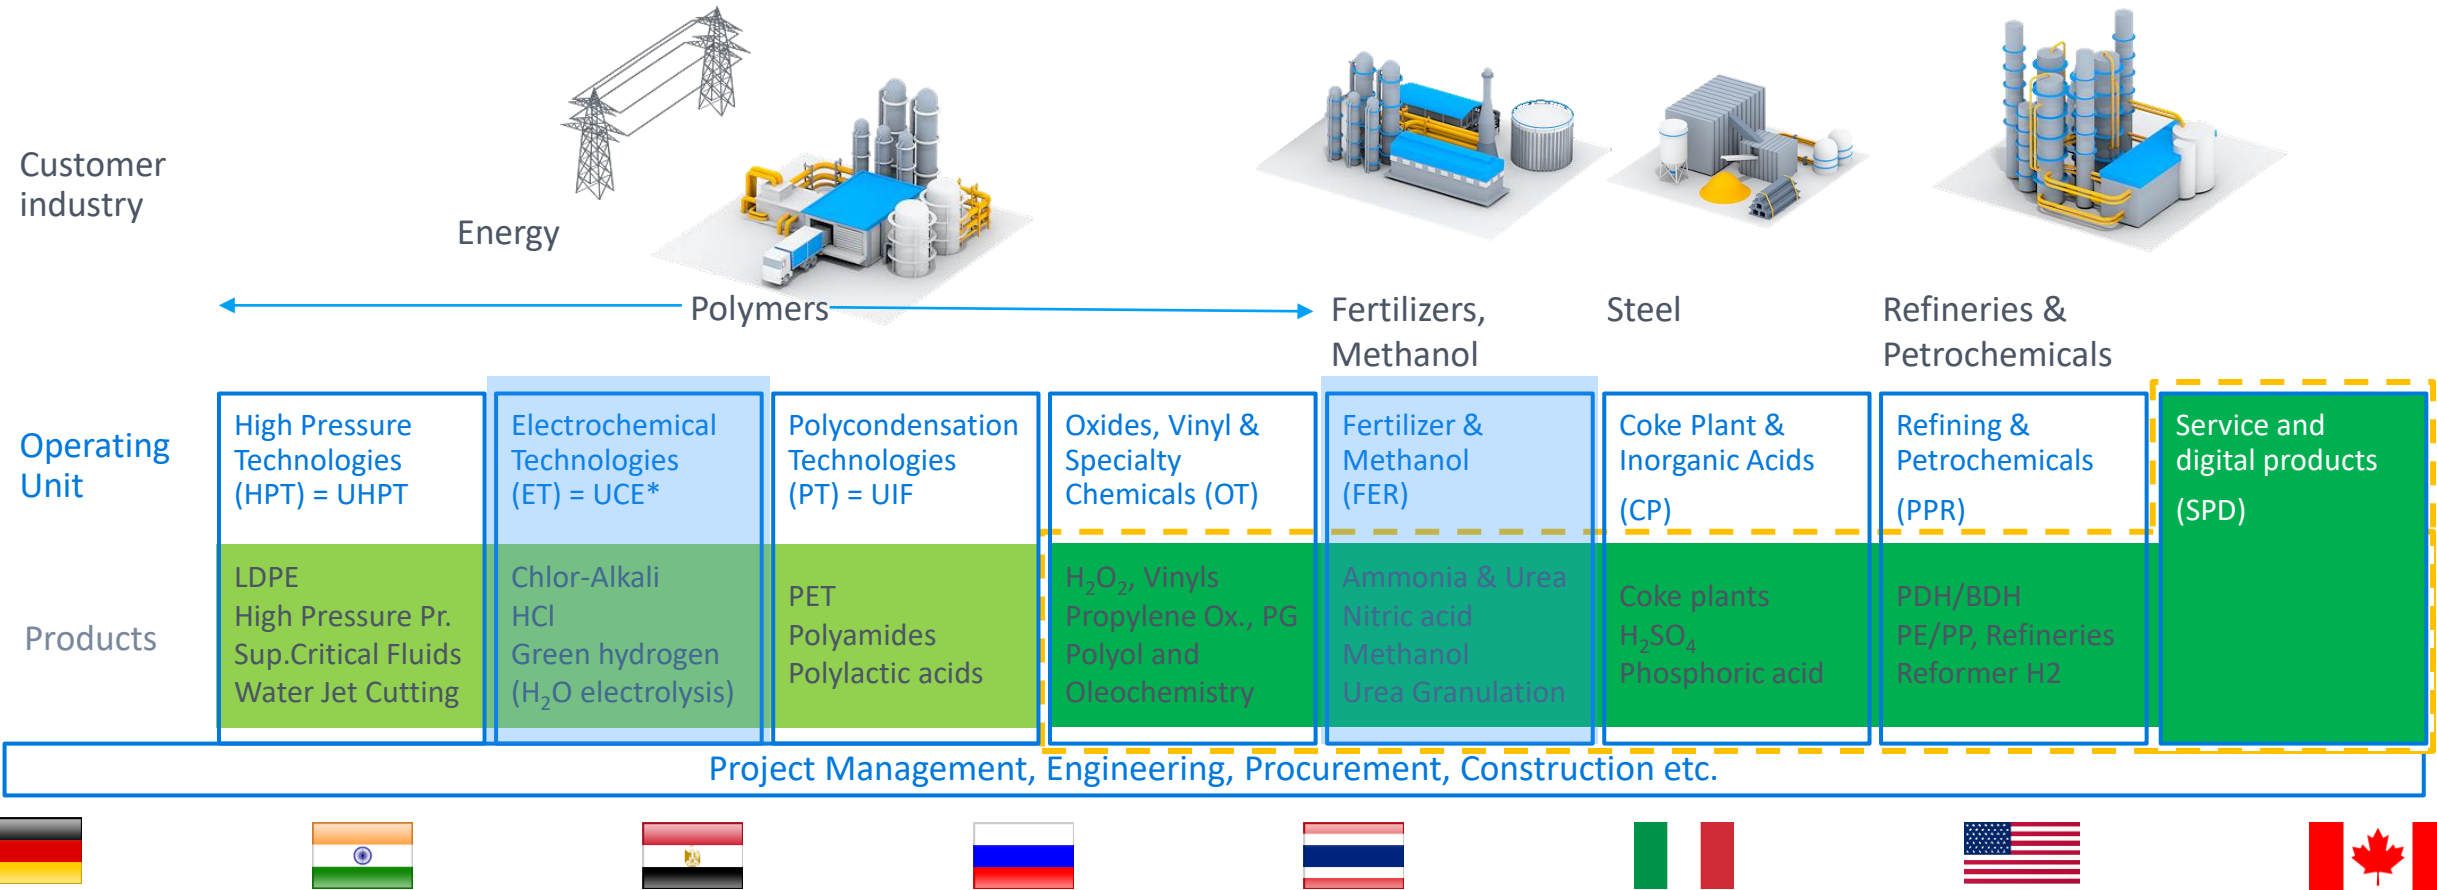 Customer
industry
Energy
Polymers
Fertilizers,
Methanol
Steel
Refineries &
Petrochemicals
Operating
Unit
High Pressure
Technologies
(HPT) = UHPT
Electrochemical
Technologies
(ET) = UCE*
Polycondensation
Technologies
(PT) = UIF
Oxides, Vinyl &
Specialty
Chemicals (OT)
Fertilizer &
Methanol
(FER)
Coke Plant &
Inorganic Acids
(CP)
Refining &
Petrochemicals
(PPR)
Service and
digital products
(SPD)
Products
LDPE
High Pressure Pr.
Sup.Critical Fluids
Water Jet Cutting
Chlor-Alkali
HCl
Green hydrogen
(H₂O electrolysis)
PET
Polyamides
Polylactic acids
H₂O₂, Vinyls
Propylene Ox., PG
Polyol and
Oleochemistry
Ammonia & Urea
Nitric acid
Methanol
Urea Granulation
Coke plants
H₂SO₄
Phosphoric acid
PDH/BDH
PE/PP, Refineries
Reformer H2
Project Management, Engineering, Procurement, Construction etc.